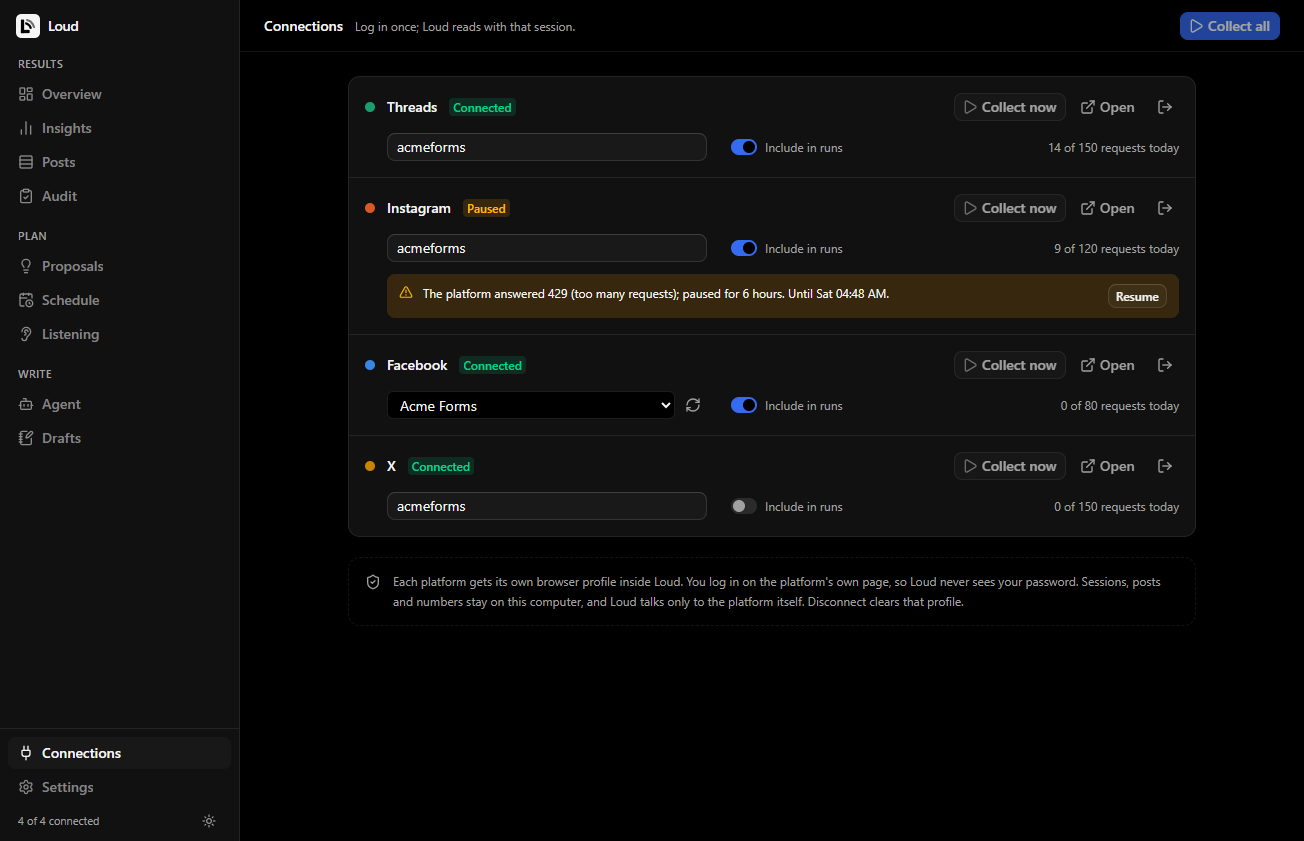 Loud
RESULTS
Overview
Insights
Posts
Audit
PLAN
Proposals
Schedule
Listening
WRITE
Agent
Drafts
Connections
Settings
4 of 4 connected
Connections Log in once; Loud reads with that session.
Collect all
Threads Connected
Collect now Open
acmeforms Include in runs 14 of 150 requests today
Instagram Paused
Collect now Open
acmeforms Include in runs 9 of 120 requests today
The platform answered 429 (too many requests); paused for 6 hours. Until Sat 04:48 AM.
Resume
Facebook Connected
Collect now Open
Acme Forms Include in runs 0 of 80 requests today
X Connected
Collect now Open
acmeforms Include in runs 0 of 150 requests today
Each platform gets its own browser profile inside Loud. You log in on the platform's own page, so Loud never sees your password. Sessions, posts
and numbers stay on this computer, and Loud talks only to the platform itself. Disconnect clears that profile.